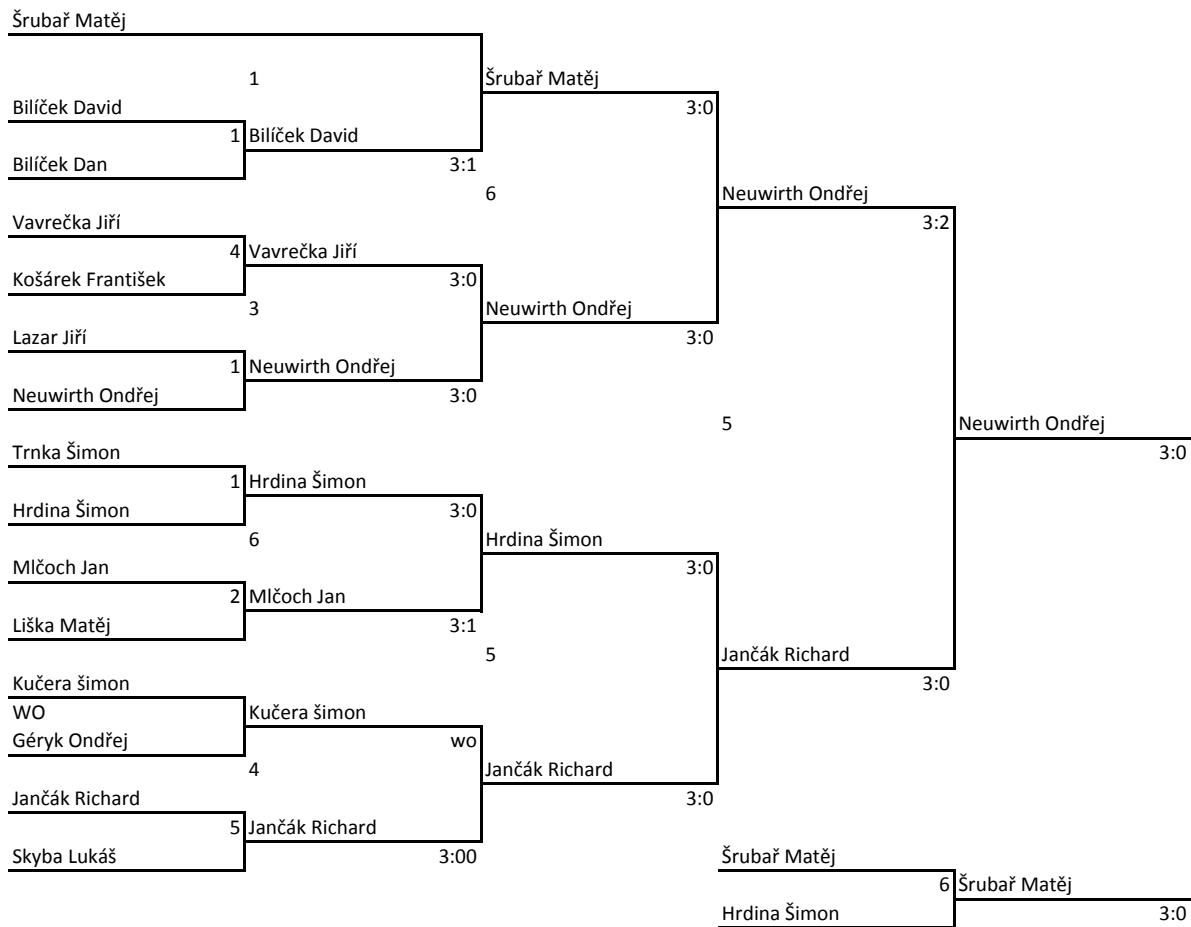 Šrubař Matěj
1
Šrubař Matěj
Bilíček David
3:0
1 Bilíček David
Bilíček Dan
3:1
6
Neuwirth Ondřej
Vavrečka Jiří
3:2
4 Vavrečka Jiří
Košárek František
3:0
3
Neuwirth Ondřej
Lazar Jiří
3:0
1 Neuwirth Ondřej
Neuwirth Ondřej
3:0
5
Neuwirth Ondřej
Trnka Šimon
3:0
1 Hrdina Šimon
Hrdina Šimon
3:0
6
Hrdina Šimon
Mlčoch Jan
3:0
2 Mlčoch Jan
Liška Matěj
3:1
5
Jančák Richard
Kučera šimon
3:0
WO
Kučera šimon
Géryk Ondřej
wo
4
Jančák Richard
Jančák Richard
3:0
5 Jančák Richard
Skyba Lukáš
3:00
Šrubař Matěj
6 Šrubař Matěj
Hrdina Šimon
3:0